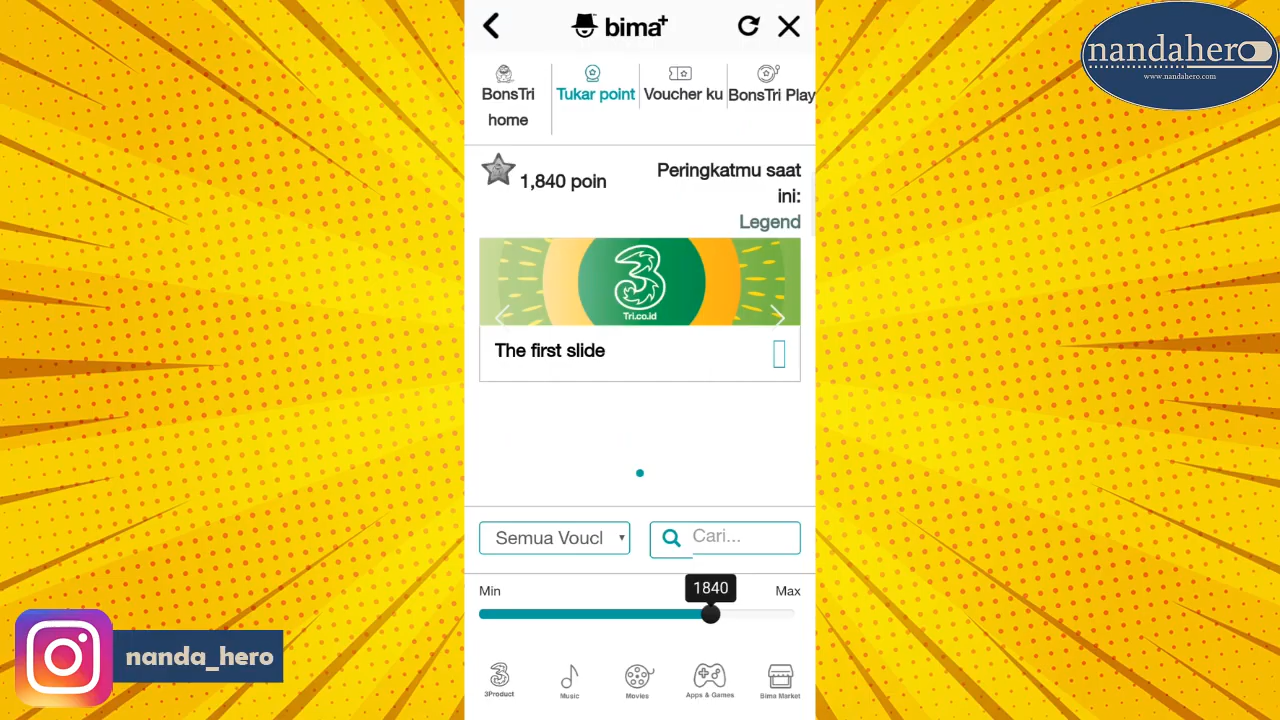 bima+
nandahero
www.nandahero.com
BonsTri
home
Tukar point
Voucher ku
BonsTri Play
1,840 poin
Peringkatmu saat
ini:
Legend
3
Tri.co.id
The first slide
Semua Voucl
Cari...
Min
1840
Max
3Product
Music
Movies
Apps & Games
Bima Market
nanda_hero